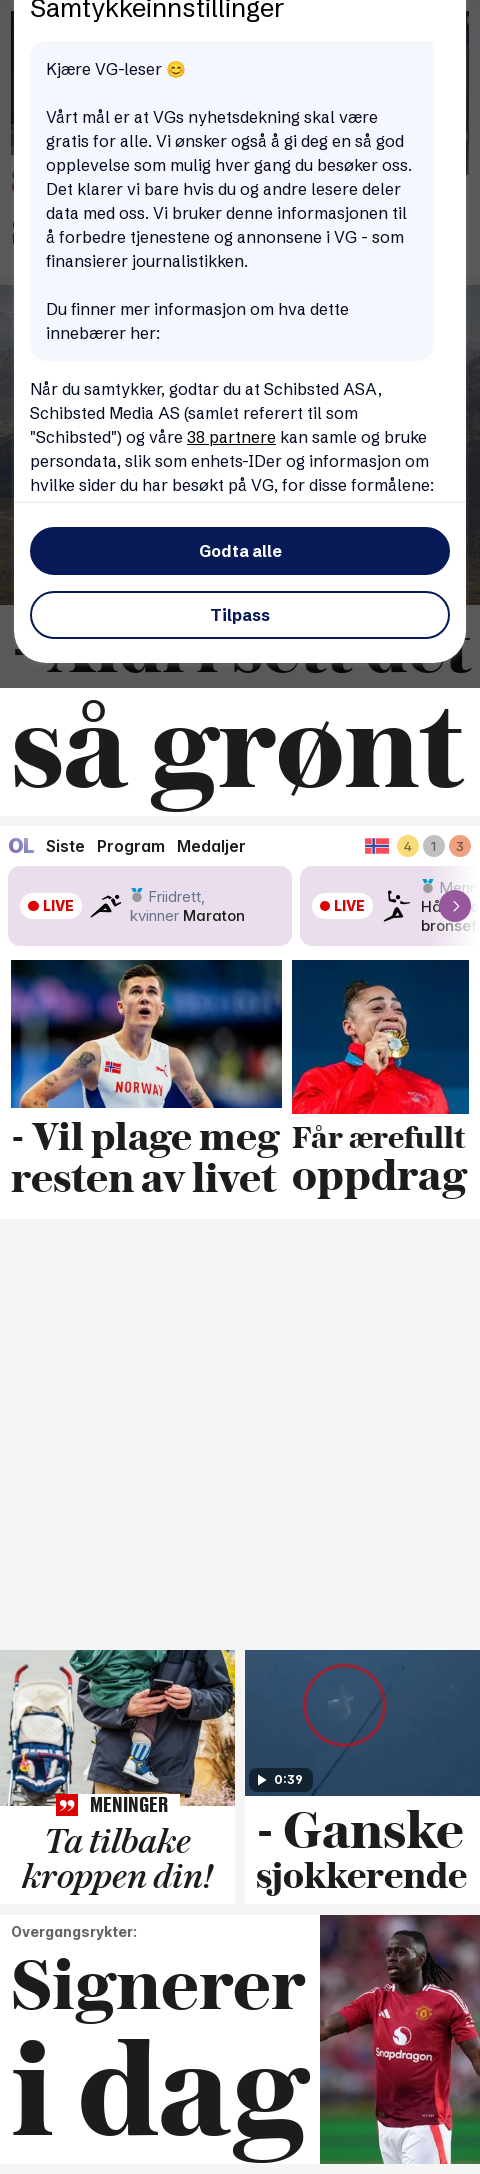 Samtykkeinnstillinger
Kjære VG-leser 😊
Vårt mål er at VGs nyhetsdekning skal være
gratis for alle. Vi ønsker også å gi deg en så god
opplevelse som mulig hver gang du besøker oss.
Det klarer vi bare hvis du og andre lesere deler
data med oss. Vi bruker denne informasjonen til
å forbedre tjenestene og annonsene i VG - som
finansierer journalistikken.
Du finner mer informasjon om hva dette
innebærer her:
Når du samtykker, godtar du at Schibsted ASA,
Schibsted Media AS (samlet referert til som
"Schibsted") og våre 38 partnere kan samle og bruke
persondata, slik som enhets-IDer og informasjon om
hvilke sider du har besøkt på VG, for disse formålene:
Godta alle
Tilpass
- Aldri sett det
så grønt
OL Siste Program Medaljer 4 1 3
LIVE
Friidrett,
kvinner Maraton
LIVE
NORWAY
- Vil plage meg
resten av livet
Får ærefullt
oppdrag
MENINGER
Ta tilbake
kroppen din!
0:39
- Ganske
sjokkerende
Overgangsrykter:
Signerer
i dag
Snapdragon